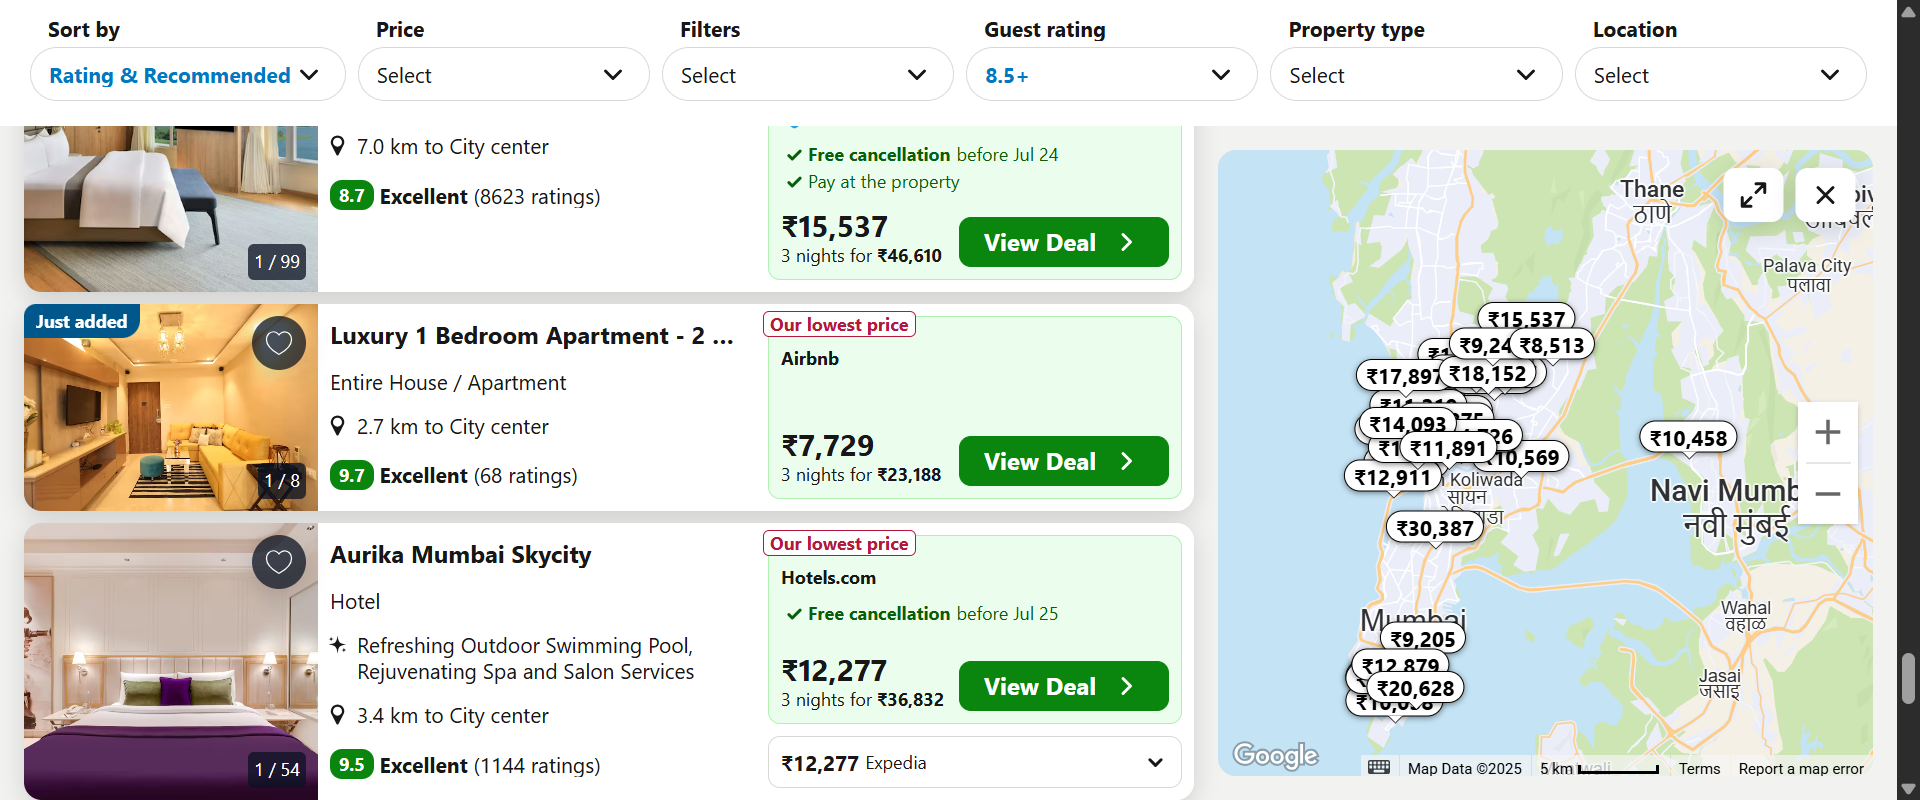 Sort by
Price
Filters
Guest rating
Property type
Location
Rating & Recommended
Select
Select
8.5+
Select
Select
7.0 km to City center
8.7 Excellent (8623 ratings)
1 / 99
Free cancellation before Jul 24
Pay at the property
₹15,537
3 nights for ₹46,610
View Deal
Just added
1 / 8
Luxury 1 Bedroom Apartment - 2 ...
Entire House / Apartment
2.7 km to City center
9.7 Excellent (68 ratings)
Our lowest price
Airbnb
₹7,729
3 nights for ₹23,188
View Deal
1 / 54
Aurika Mumbai Skycity
Hotel
Refreshing Outdoor Swimming Pool,
Rejuvenating Spa and Salon Services
3.4 km to City center
9.5 Excellent (1144 ratings)
Our lowest price
Hotels.com
Free cancellation before Jul 25
₹12,277
3 nights for ₹36,832
View Deal
₹12,277 Expedia
Thane
ठाणे
Palava City
पलावा
₹15,537
₹9,24
₹8,513
₹17,897
₹18,152
₹14,093
₹11,891
₹10,569
₹12,911
₹10,458
Koliwada
सायन
Navi Mumb
नवी मुंबई
₹30,387
Mumbai
₹9,205
₹12,879
₹20,628
Wahal
वहाळ
Jasai
जसाइ
Google
Map Data ©2025
5 km
Terms
Report a map error